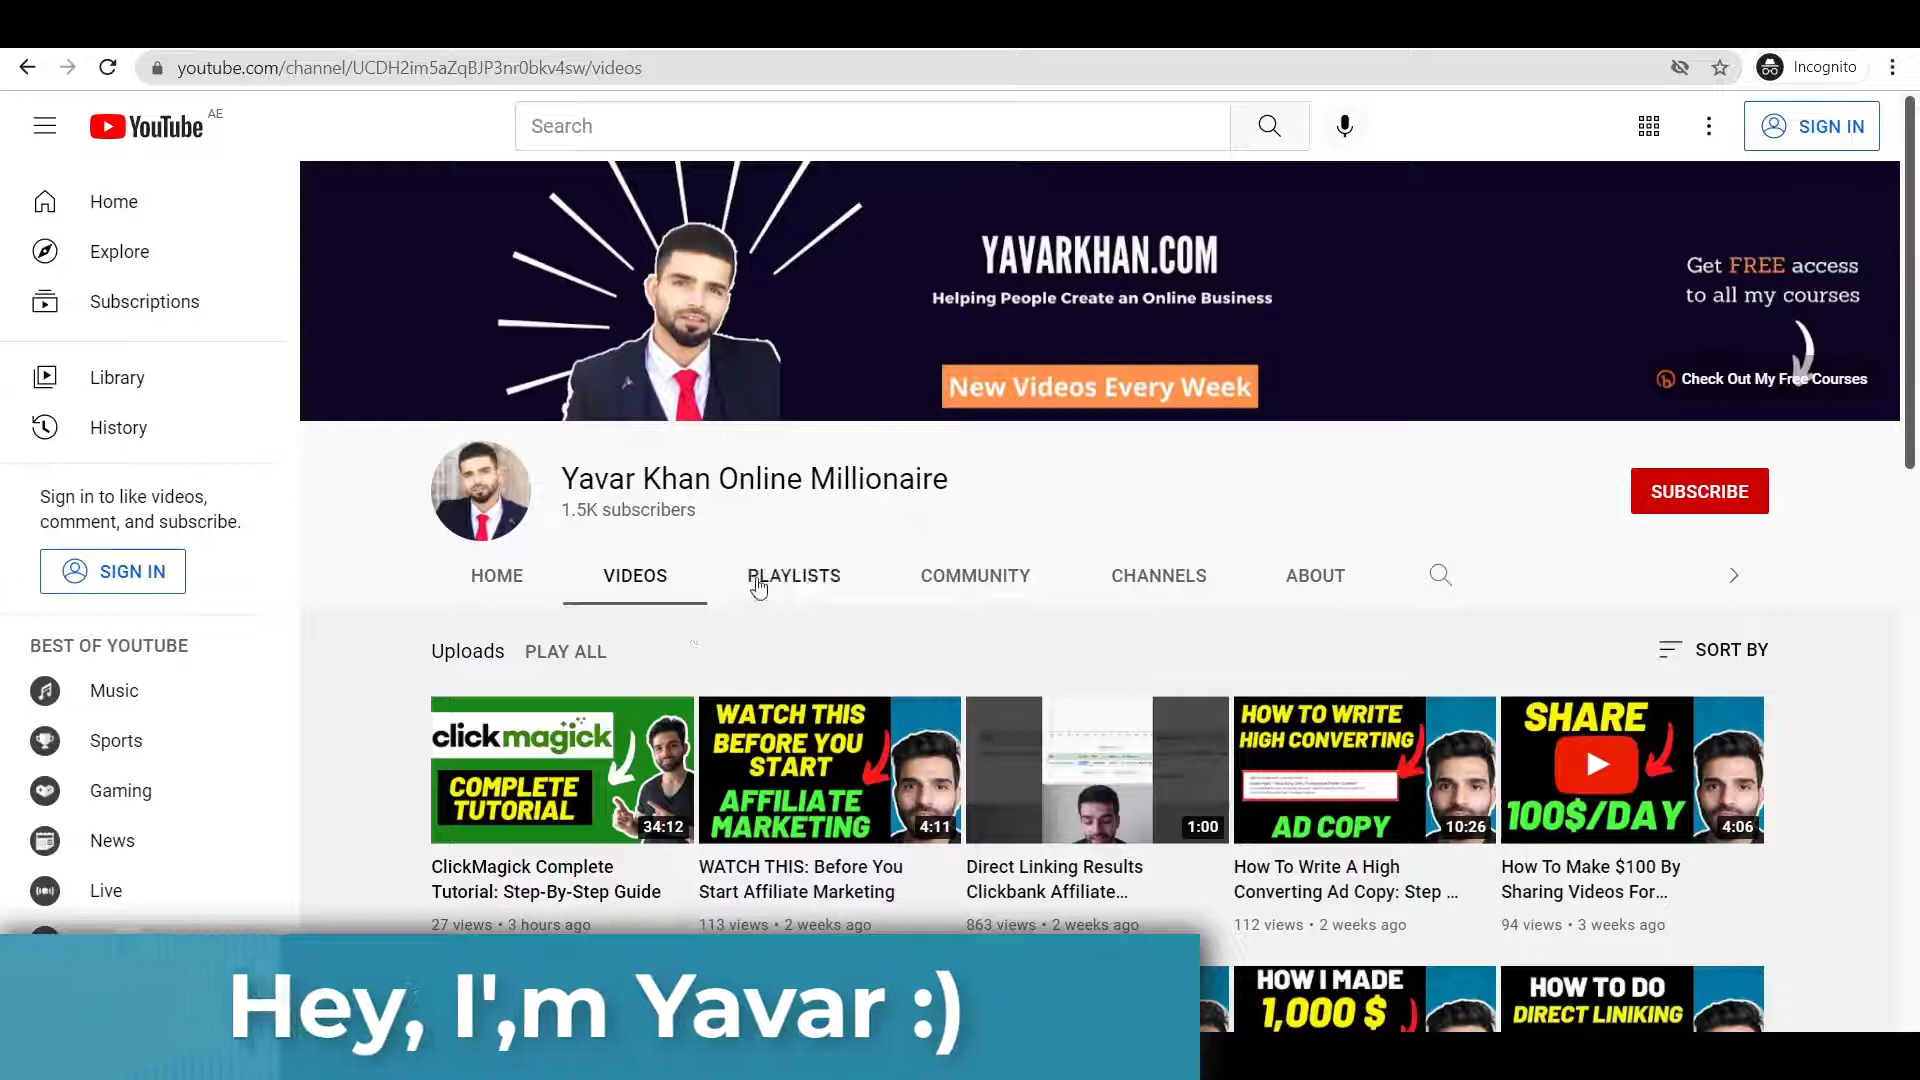 youtube.com/channel/UCDH2im5aZqBJP3nr0bkv4sw/videos
Incognito
YouTube AE
Search
SIGN IN
Home
Explore
Subscriptions
Library
History
Sign in to like videos,
comment, and subscribe.
SIGN IN
BEST OF YOUTUBE
Music
Sports
Gaming
News
Live
YAVARKHAN.COM
Helping People Create an Online Business
New Videos Every Week
Get FREE access
to all my courses
Check Out My Free Courses
Yavar Khan Online Millionaire
1.5K subscribers
SUBSCRIBE
HOME
VIDEOS
PLAYLISTS
COMMUNITY
CHANNELS
ABOUT
Uploads
PLAY ALL
SORT BY
clickmagick
COMPLETE
TUTORIAL
34:12
ClickMagick Complete
Tutorial: Step-By-Step Guide
27 views • 3 hours ago
WATCH THIS
BEFORE YOU
START
AFFILIATE
MARKETING
4:11
WATCH THIS: Before You
Start Affiliate Marketing
113 views • 2 weeks ago
1:00
Direct Linking Results
Clickbank Affiliate...
863 views • 2 weeks ago
HOW TO WRITE
HIGH CONVERTING
AD COPY
10:26
How To Write A High
Converting Ad Copy: Step ...
112 views • 2 weeks ago
SHARE
100$/DAY
4:06
How To Make $100 By
Sharing Videos For...
94 views • 3 weeks ago
HOW I MADE
1,000 $
HOW TO DO
DIRECT LINIKING
Hey, I',m Yavar :)